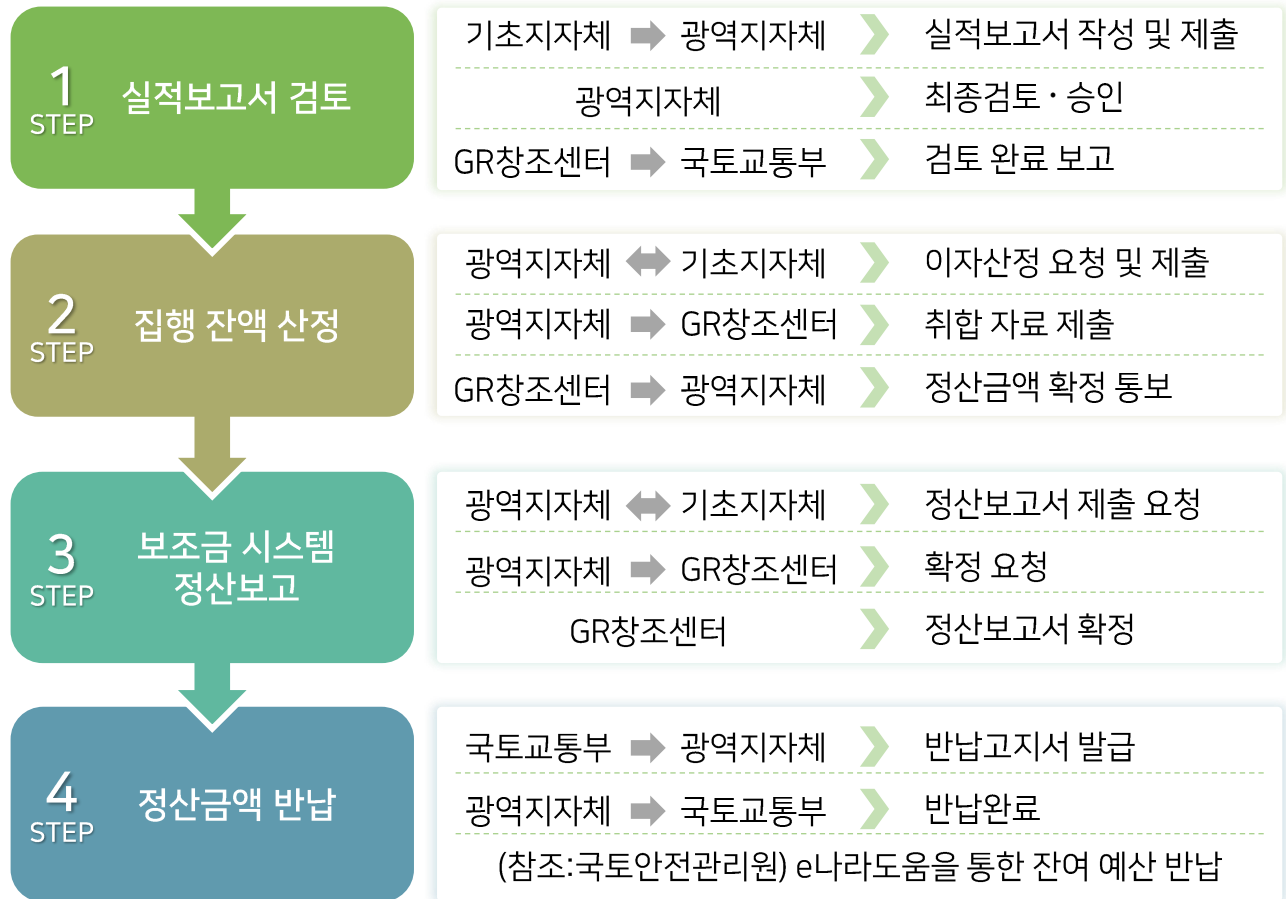 1
STEP
실적보고서 검토
기초지자체 광역지자체 실적보고서 작성 및 제출
광역지자체 최종검토·승인
GR창조센터 국토교통부 검토 완료 보고
2
STEP
집행 잔액 산정
광역지자체 기초지자체 이자산정 요청 및 제출
광역지자체 GR창조센터 취합 자료 제출
GR창조센터 광역지자체 정산금액 확정 통보
3
STEP
보조금 시스템
정산보고
광역지자체 기초지자체 정산보고서 제출 요청
광역지자체 GR창조센터 확정 요청
GR창조센터 정산보고서 확정
4
STEP
정산금액 반납
국토교통부 광역지자체 반납고지서 발급
광역지자체 국토교통부 반납완료
(참조:국토안전관리원) e나라도움을 통한 잔여 예산 반납